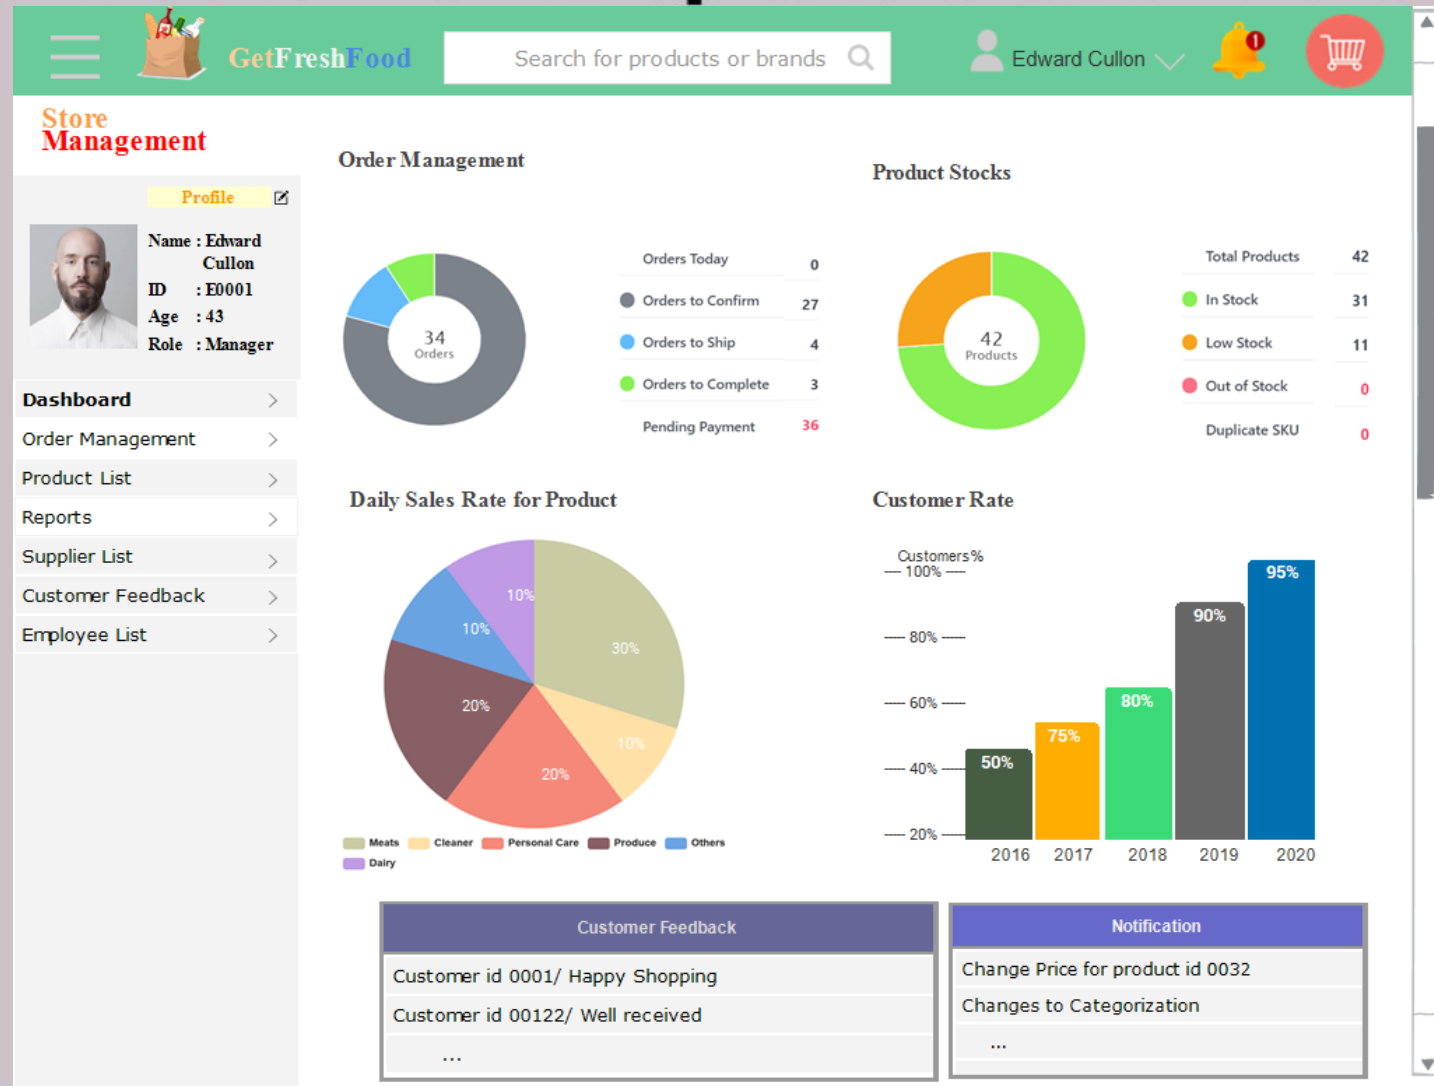 GetFreshFood
Search for products or brands
Edward Cullon
1
Store
Management
Profile
Name : Edward
Cullon
ID : E0001
Age : 43
Role : Manager
Dashboard
Order Management
Product List
Reports
Supplier List
Customer Feedback
Employee List
Order Management
34
Orders
Orders Today 0
Orders to Confirm 27
Orders to Ship 4
Orders to Complete 3
Pending Payment 36
Product Stocks
42
Products
Total Products 42
In Stock 31
Low Stock 11
Out of Stock 0
Duplicate SKU 0
Daily Sales Rate for Product
10%
10%
30%
20%
10%
20%
Meats Cleaner Personal Care Produce Others
Dairy
Customer Rate
Customers%
100%
80%
60%
40%
20%
50%
75%
80%
90%
95%
2016 2017 2018 2019 2020
Customer Feedback
Customer id 0001/ Happy Shopping
Customer id 00122/ Well received
...
Notification
Change Price for product id 0032
Changes to Categorization
...